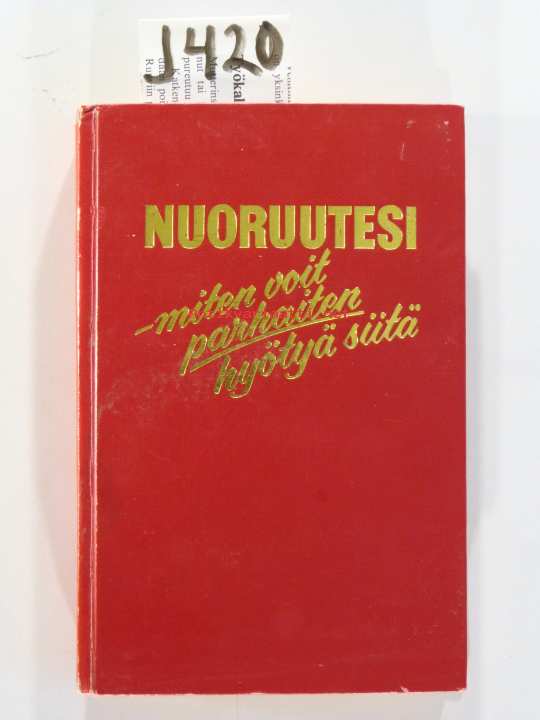 J420
NUORUUTESI
–miten voit
parhaiten
hyötyä siitä